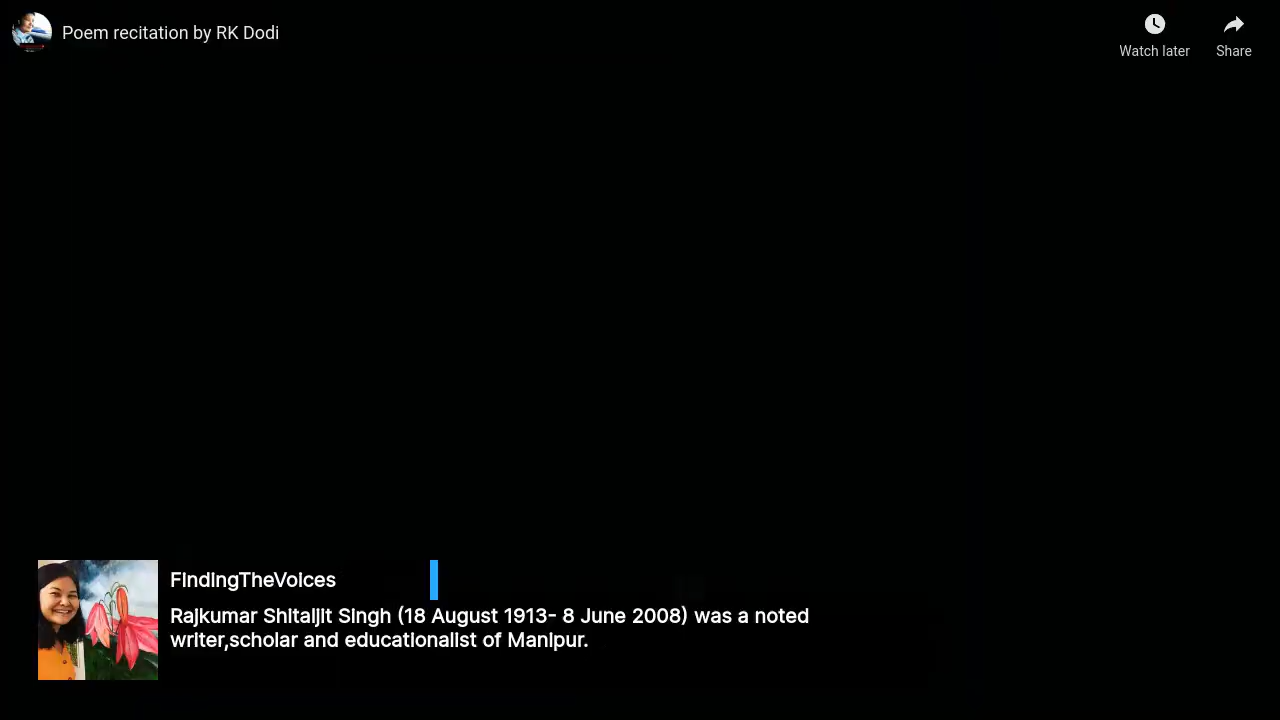 Poem recitation by RK Dodi
Watch later
Share
FindingTheVoices
Rajkumar Shitaljit Singh (18 August 1913- 8 June 2008) was a noted
writer,scholar and educationalist of Manipur.